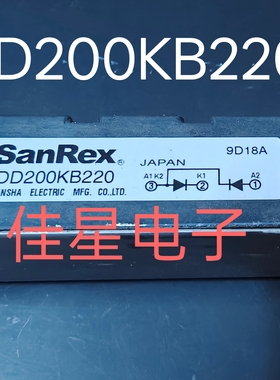 D200KB220
SanRex®
JAPAN
9D18A
DD200KB220
NSHA ELECTRIC MFG. CO.,LTD.
A1 K2 K1 A2
3 2 1
佳星电子